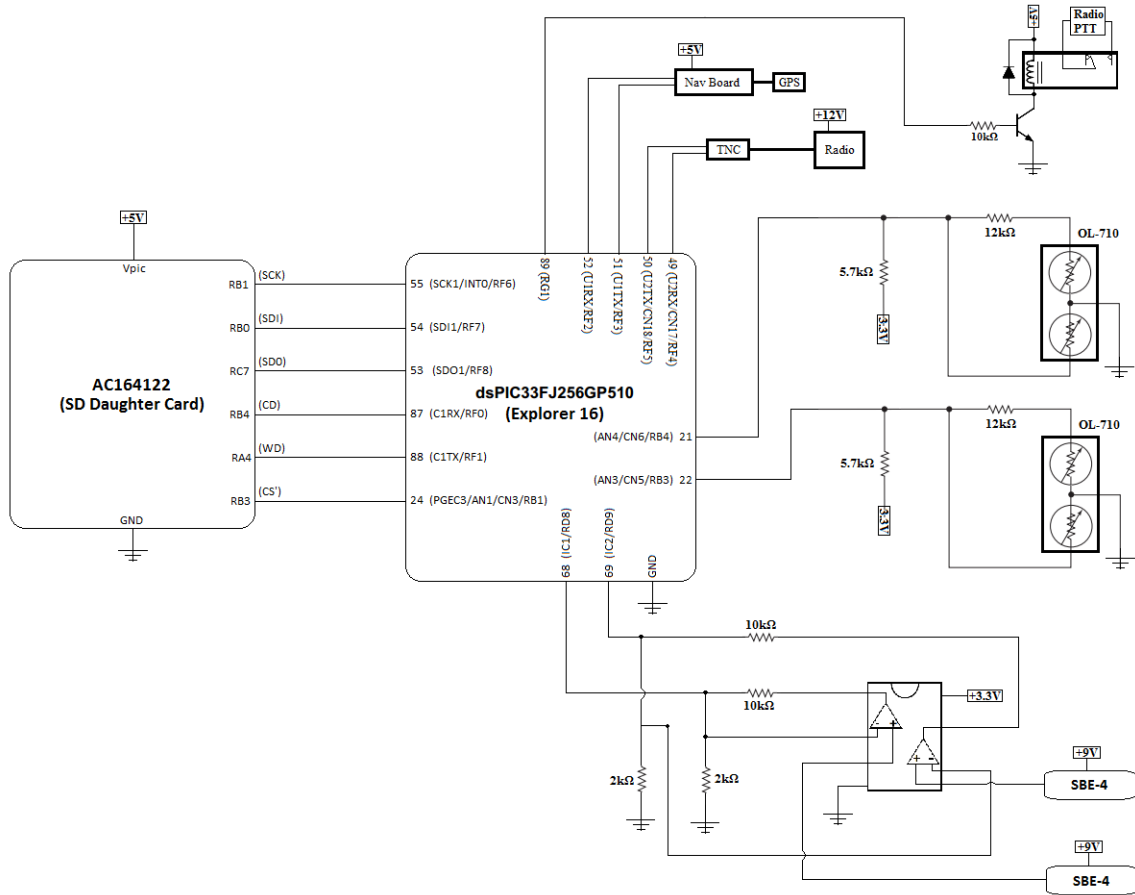 +5V
Radio
PTT
+5V
Nav Board
GPS
10kΩ
+12V
TNC
Radio
+5V
Vpic
12kΩ
OL-710
5.7kΩ
3.3V
89 (RG1)
52 (U1RX/RF2)
51 (U1TX/RF3)
50 (U2TX/CN18/RF5)
49 (U2RX/CN17/RF4)
RB1
(SCK)
55 (SCK1/INT0/RF6)
RB0
(SDI)
54 (SDI1/RF7)
RC7
(SDO)
53 (SDO1/RF8)
AC164122
(SD Daughter Card)
dsPIC33FJ256GP510
(Explorer 16)
RB4
(CD)
87 (C1RX/RF0)
RA4
(WD)
88 (C1TX/RF1)
RB3
(CS')
24 (PGEC3/AN1/CN3/RB1)
(AN4/CN6/RB4) 21
(AN3/CN5/RB3) 22
12kΩ
OL-710
5.7kΩ
3.3V
GND
68 (IC1/RD8)
69 (IC2/RD9)
GND
10kΩ
10kΩ
+3.3V
- +
+ -
2kΩ
2kΩ
+9V
SBE-4
+9V
SBE-4